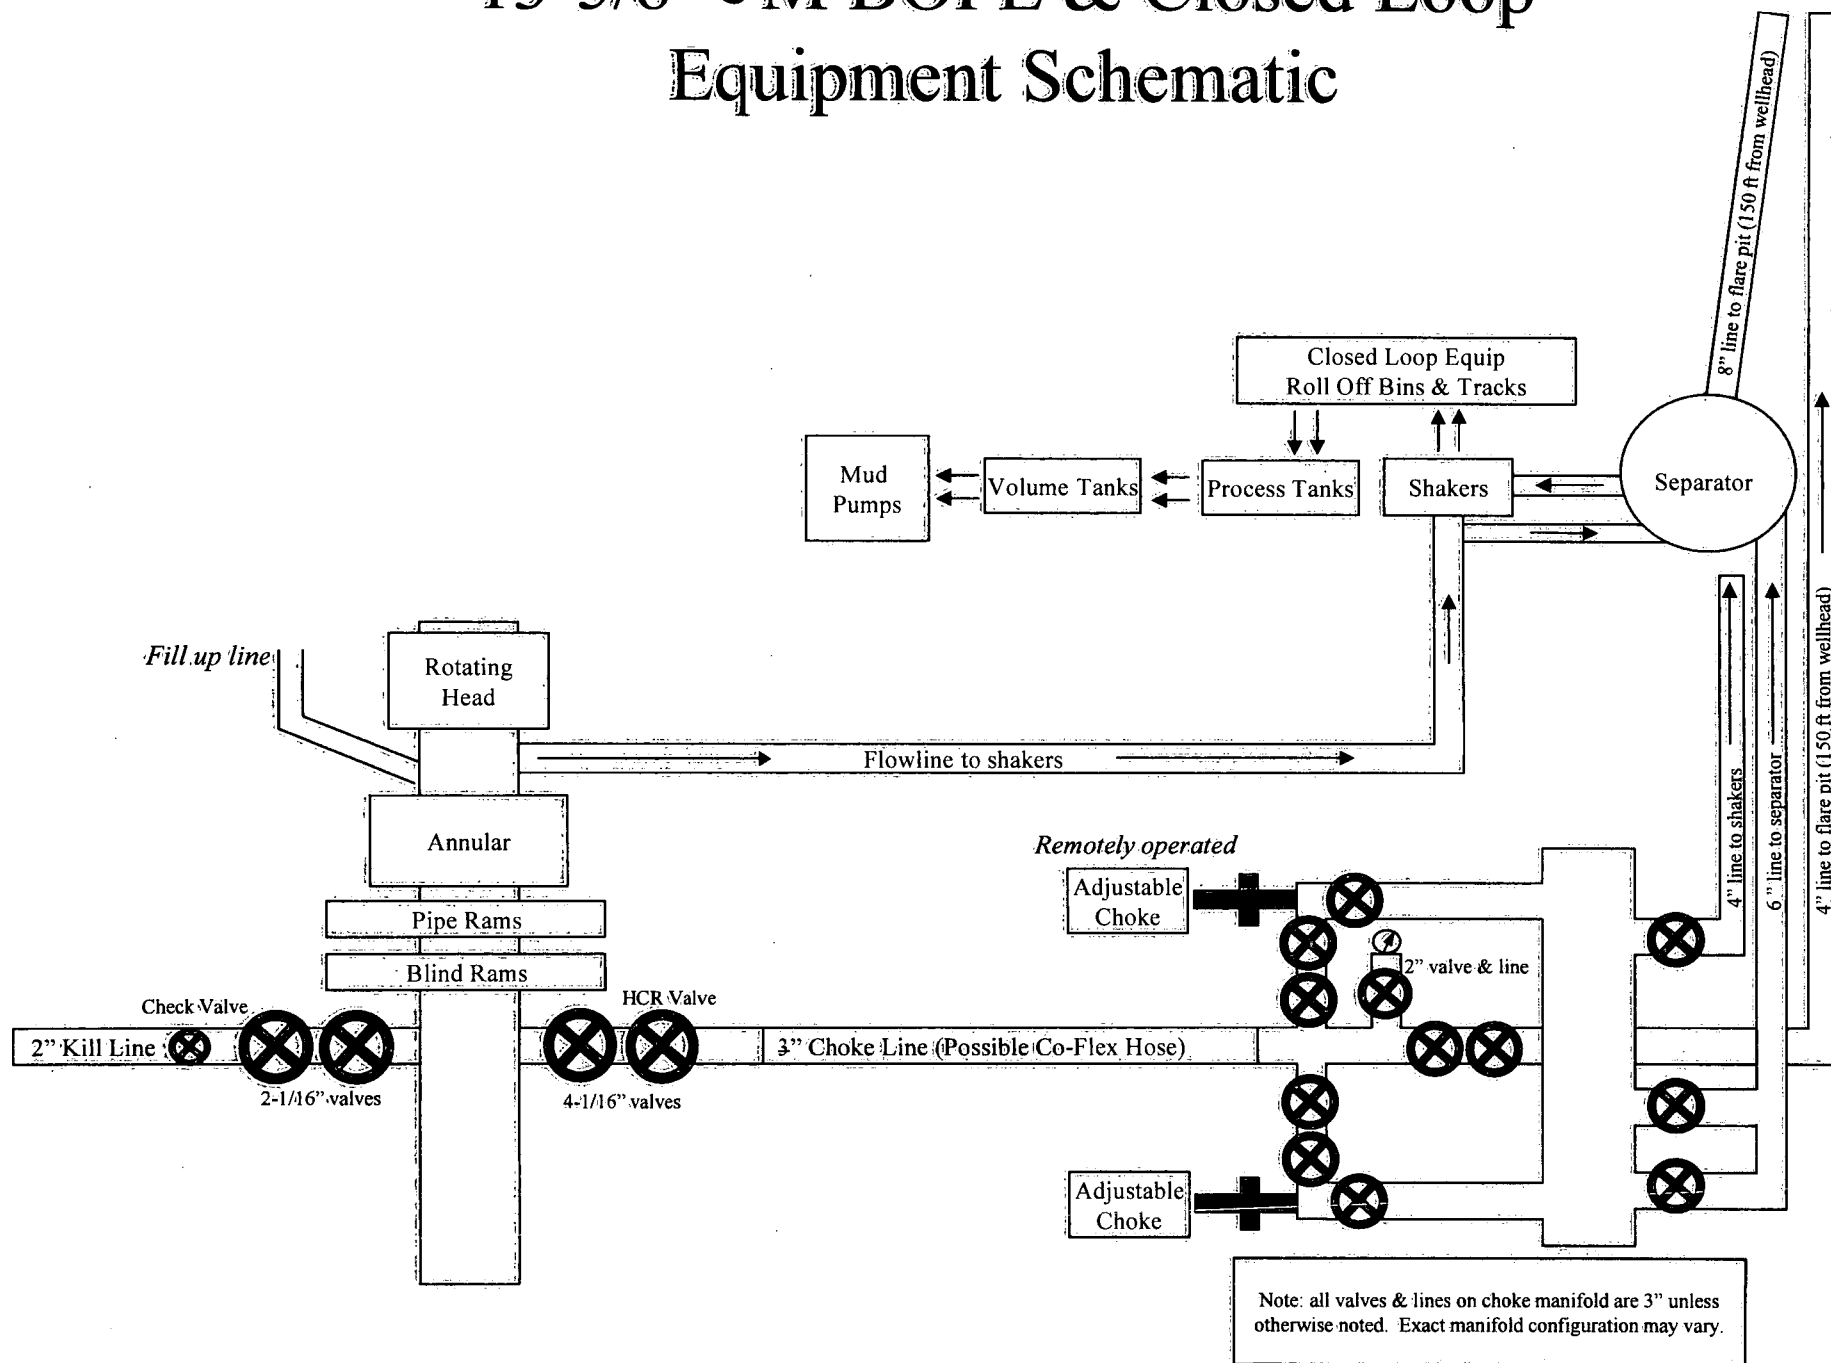 Equipment Schematic
8” line to flare pit (150 ft from wellhead)
Closed Loop Equip
Roll Off Bins & Tracks
Mud
Pumps
Volume Tanks
Process Tanks
Shakers
Separator
Fill up line
Rotating
Head
Flowline to shakers
Annular
Pipe Rams
Blind Rams
Remotely operated
Adjustable
Choke
2” valve & line
4” line to shakers
6” line to separator
4” line to flare pit (150 ft from wellhead)
Check Valve
HCR Valve
2” Kill Line
3” Choke Line (Possible Co-Flex Hose)
2-1/16” valves
4-1/16” valves
Adjustable
Choke
Note: all valves & lines on choke manifold are 3” unless
otherwise noted. Exact manifold configuration may vary.